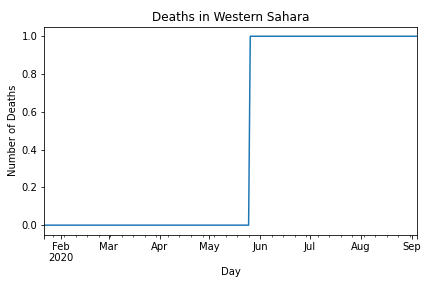 Deaths in Western Sahara
1.0
0.8
0.6
0.4
0.2
0.0
Number of Deaths
Feb Mar Apr May Jun Jul Aug Sep
2020
Day